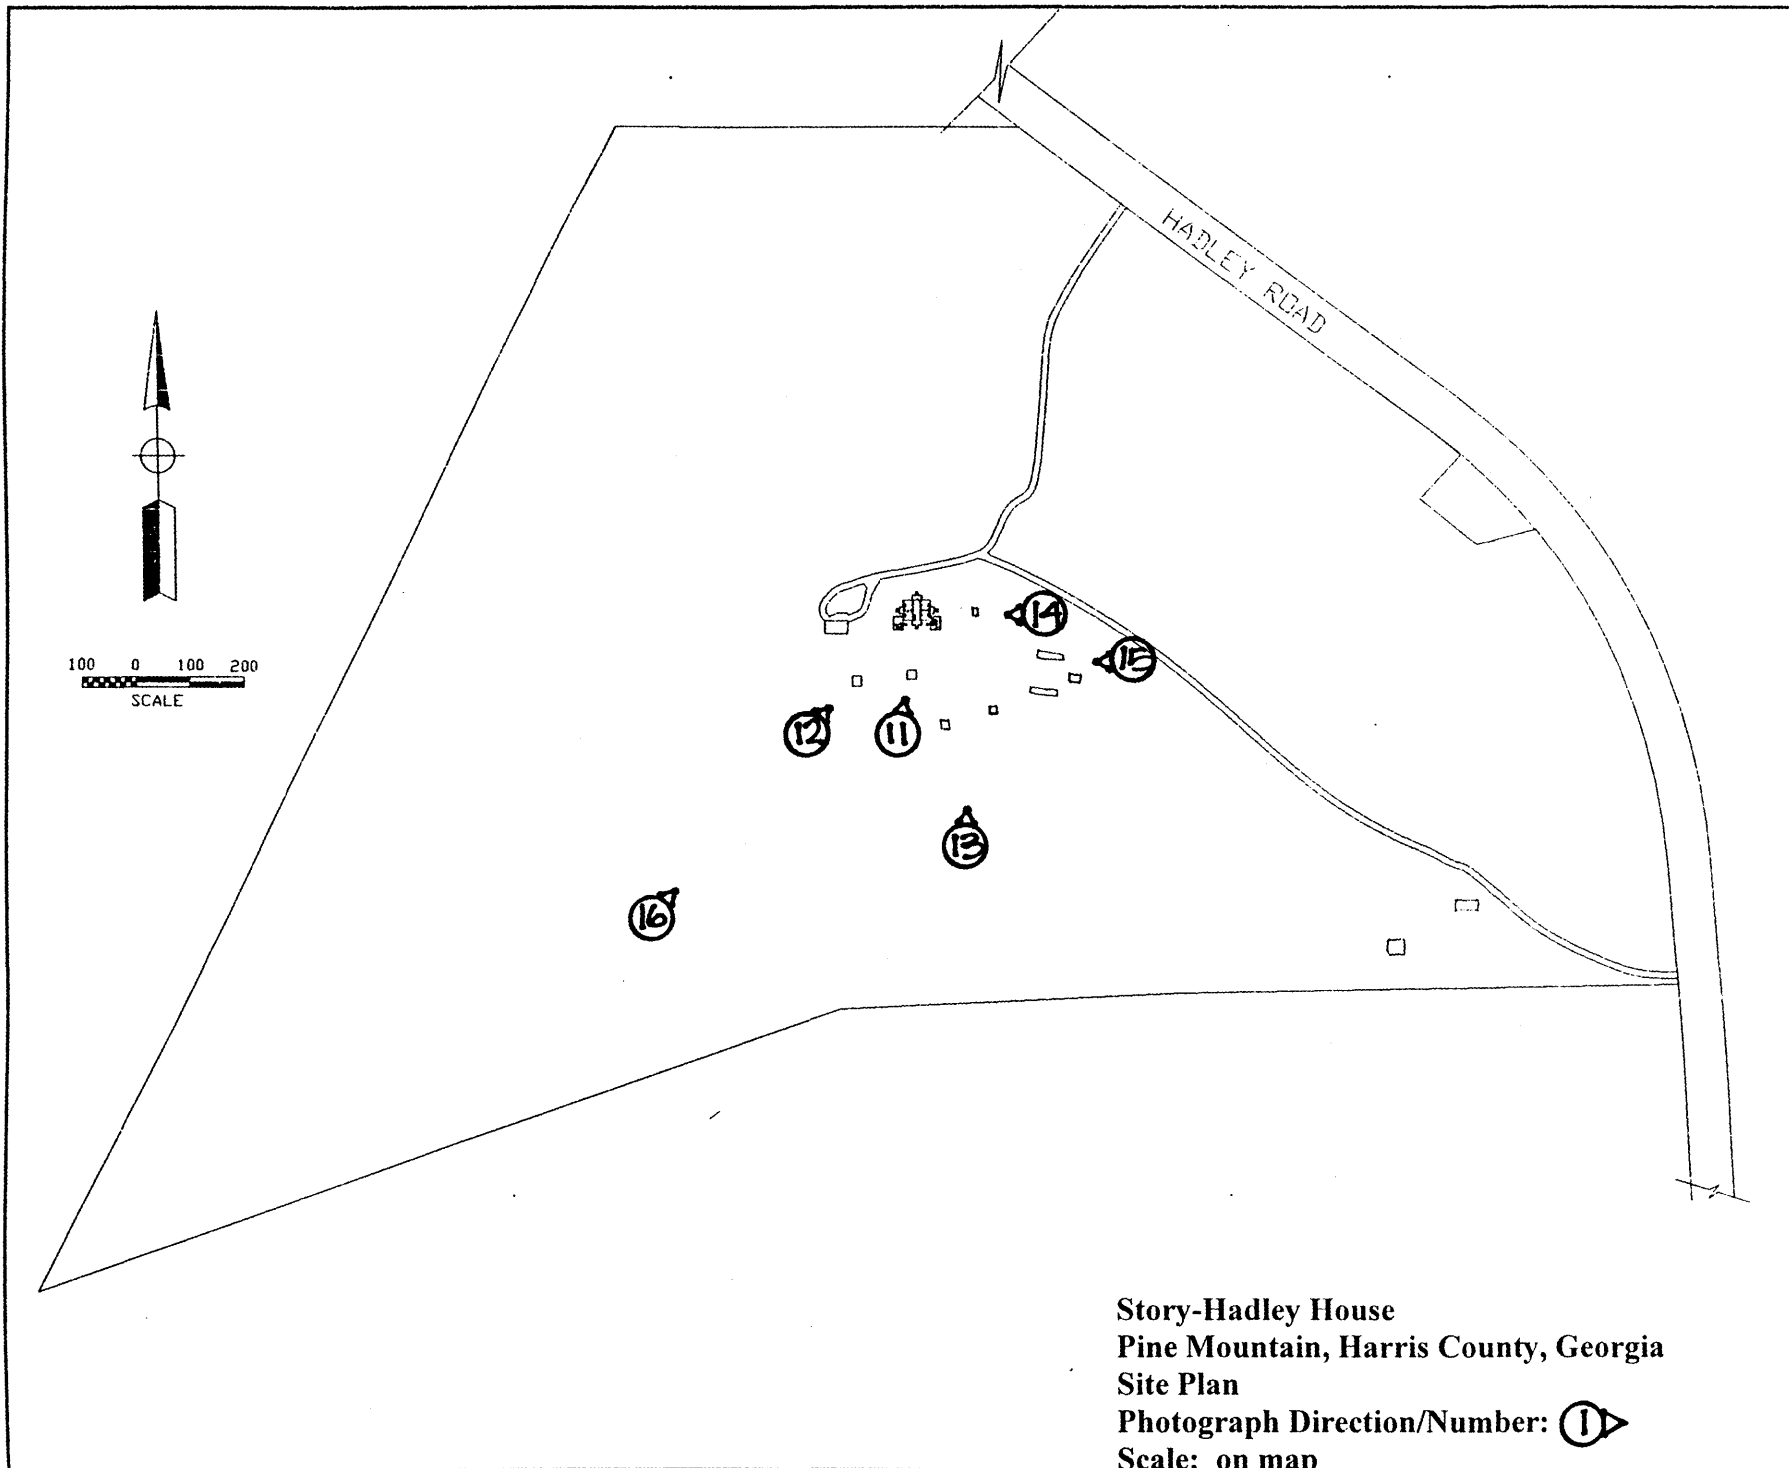 HADLEY ROAD
100 0 100 200
SCALE
14
15
12
11
13
16
Story-Hadley House
Pine Mountain, Harris County, Georgia
Site Plan
Photograph Direction/Number: 1
Scale: on map